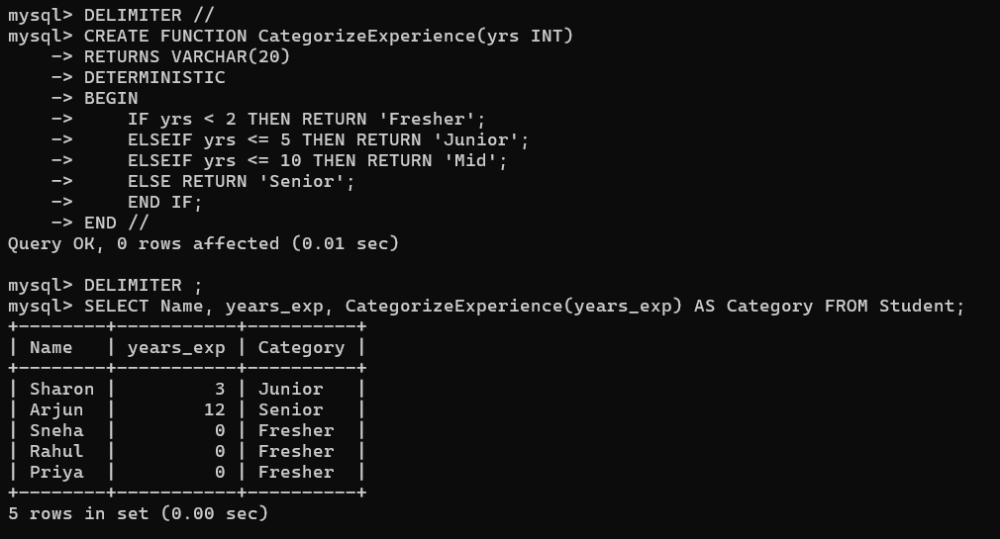 mysql> DELIMITER //
mysql> CREATE FUNCTION CategorizeExperience(yrs INT)
    -> RETURNS VARCHAR(20)
    -> DETERMINISTIC
    -> BEGIN
    ->     IF yrs < 2 THEN RETURN 'Fresher';
    ->     ELSEIF yrs <= 5 THEN RETURN 'Junior';
    ->     ELSEIF yrs <= 10 THEN RETURN 'Mid';
    ->     ELSE RETURN 'Senior';
    ->     END IF;
    -> END //
Query OK, 0 rows affected (0.01 sec)

mysql> DELIMITER ;
mysql> SELECT Name, years_exp, CategorizeExperience(years_exp) AS Category FROM Student;
+--------+-----------+----------+
| Name   | years_exp | Category |
+--------+-----------+----------+
| Sharon |         3 | Junior   |
| Arjun  |        12 | Senior   |
| Sneha  |         0 | Fresher  |
| Rahul  |         0 | Fresher  |
| Priya  |         0 | Fresher  |
+--------+-----------+----------+
5 rows in set (0.00 sec)